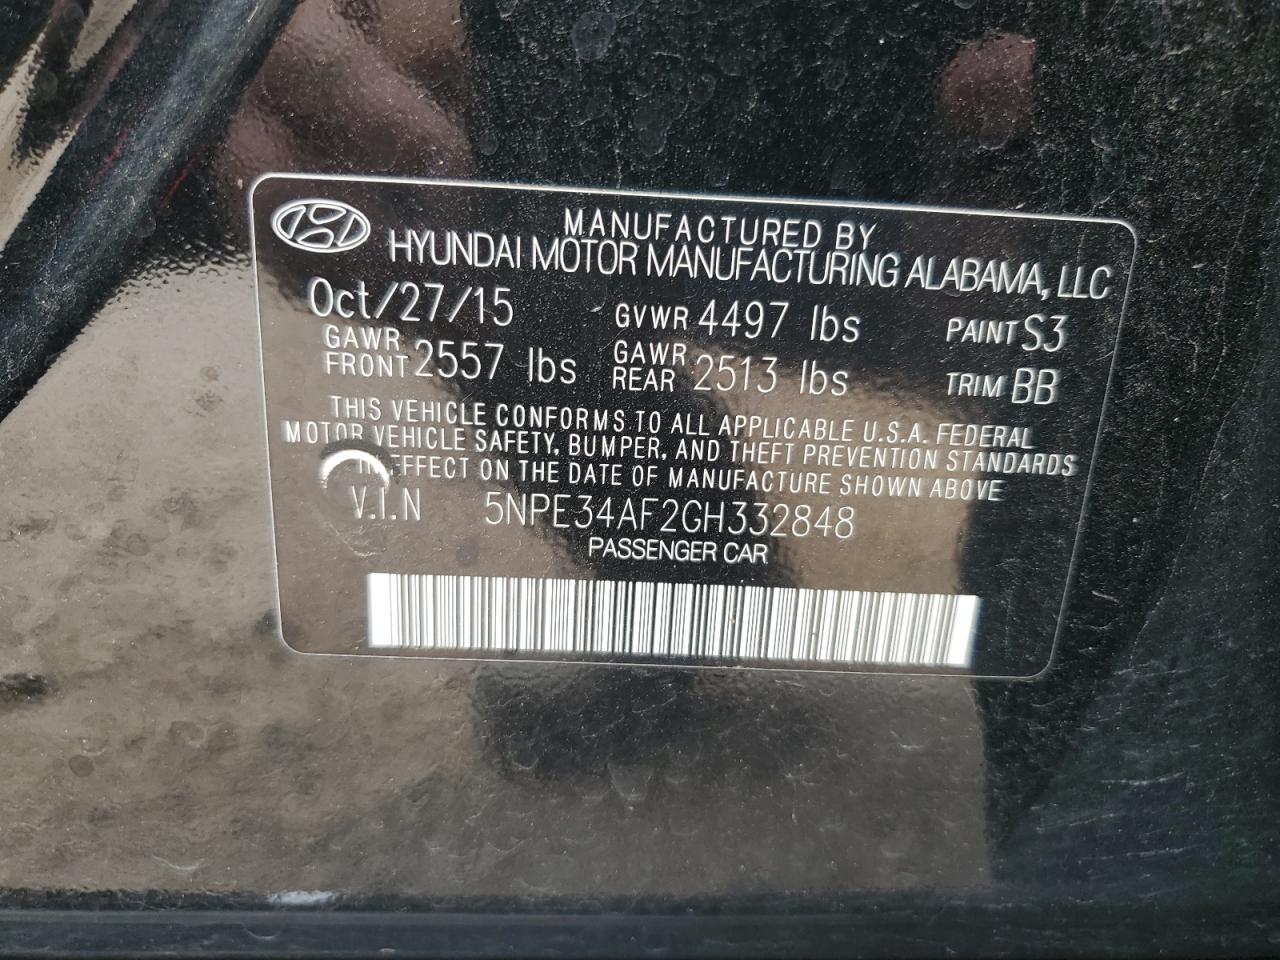 MANUFACTURED BY
HYUNDAI MOTOR MANUFACTURING ALABAMA, LLC
Oct/27/15 GVWR 4497 lbs PAINT S3
GAWR FRONT 2557 lbs GAWR REAR 2513 lbs TRIM BB
THIS VEHICLE CONFORMS TO ALL APPLICABLE U.S.A. FEDERAL
MOTOR VEHICLE SAFETY, BUMPER, AND THEFT PREVENTION STANDARDS
IN EFFECT ON THE DATE OF MANUFACTURE SHOWN ABOVE
V.I.N 5NPE34AF2GH332848
PASSENGER CAR